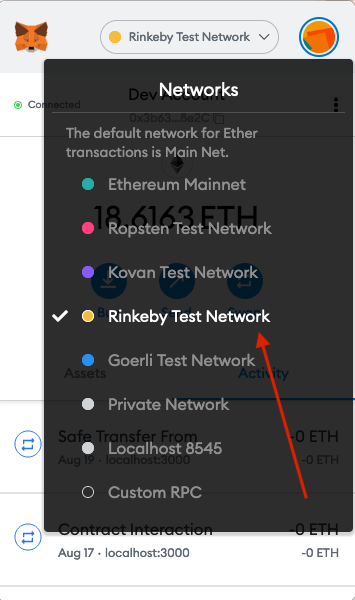 Rinkeby Test Network
Networks
Connected
Dev Account
0x3b63...8e2C
The default network for Ether
transactions is Main Net.
Ethereum Mainnet
18.6163 ETH
Ropsten Test Network
Kovan Test Network
Rinkeby Test Network
Goerli Test Network
Assets
Activity
Private Network
Safe Transfer From
-0 ETH
Localhost 8545
Aug 19 · localhost:3000
-0 ETH
Custom RPC
Contract Interaction
-0 ETH
Aug 17 · localhost:3000
-0 ETH